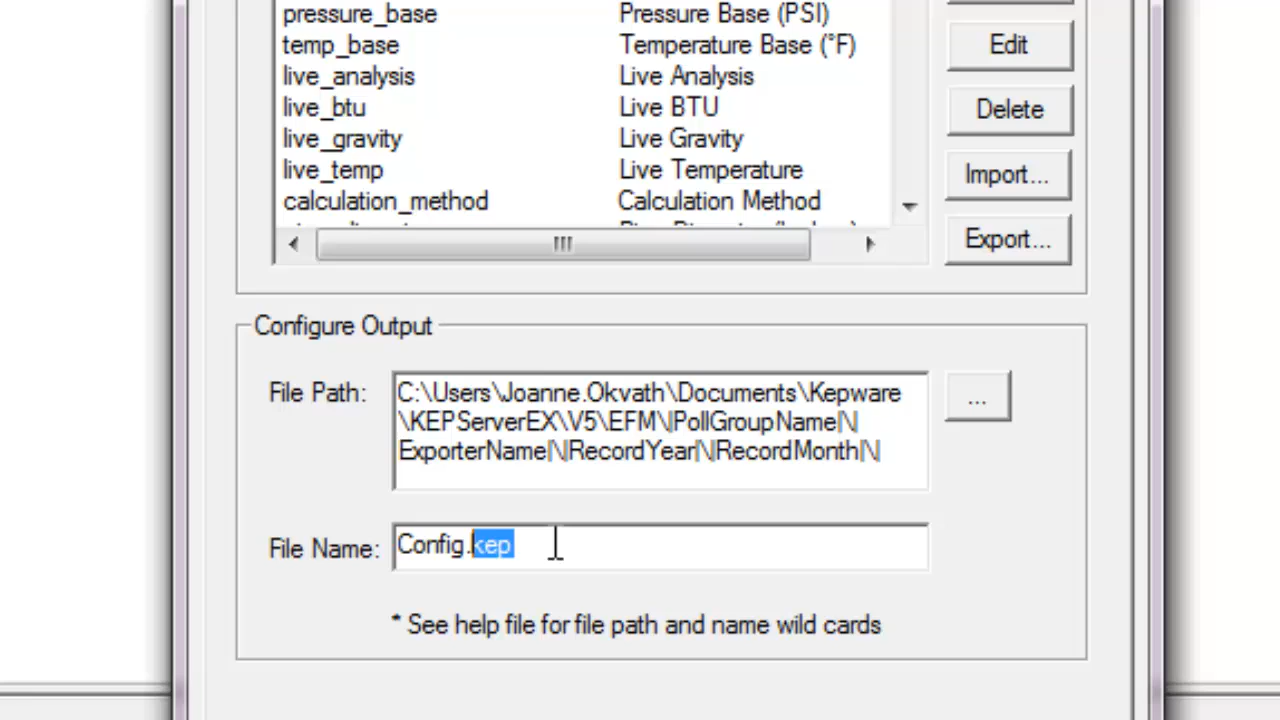 pressure_base Pressure Base (PSI)
temp_base Temperature Base (°F)
Edit
live_analysis Live Analysis
live_btu Live BTU
Delete
live_gravity Live Gravity
live_temp Live Temperature
Import...
calculation_method Calculation Method
Export...
Configure Output
File Path: C:\Users\Joanne.Okvath\Documents\Kepware
\KEPServerEX\V5\EFM\|PollGroupName|\|
ExporterName|\|RecordYear|\|RecordMonth|\|
...
File Name: Config.kep
* See help file for file path and name wild cards